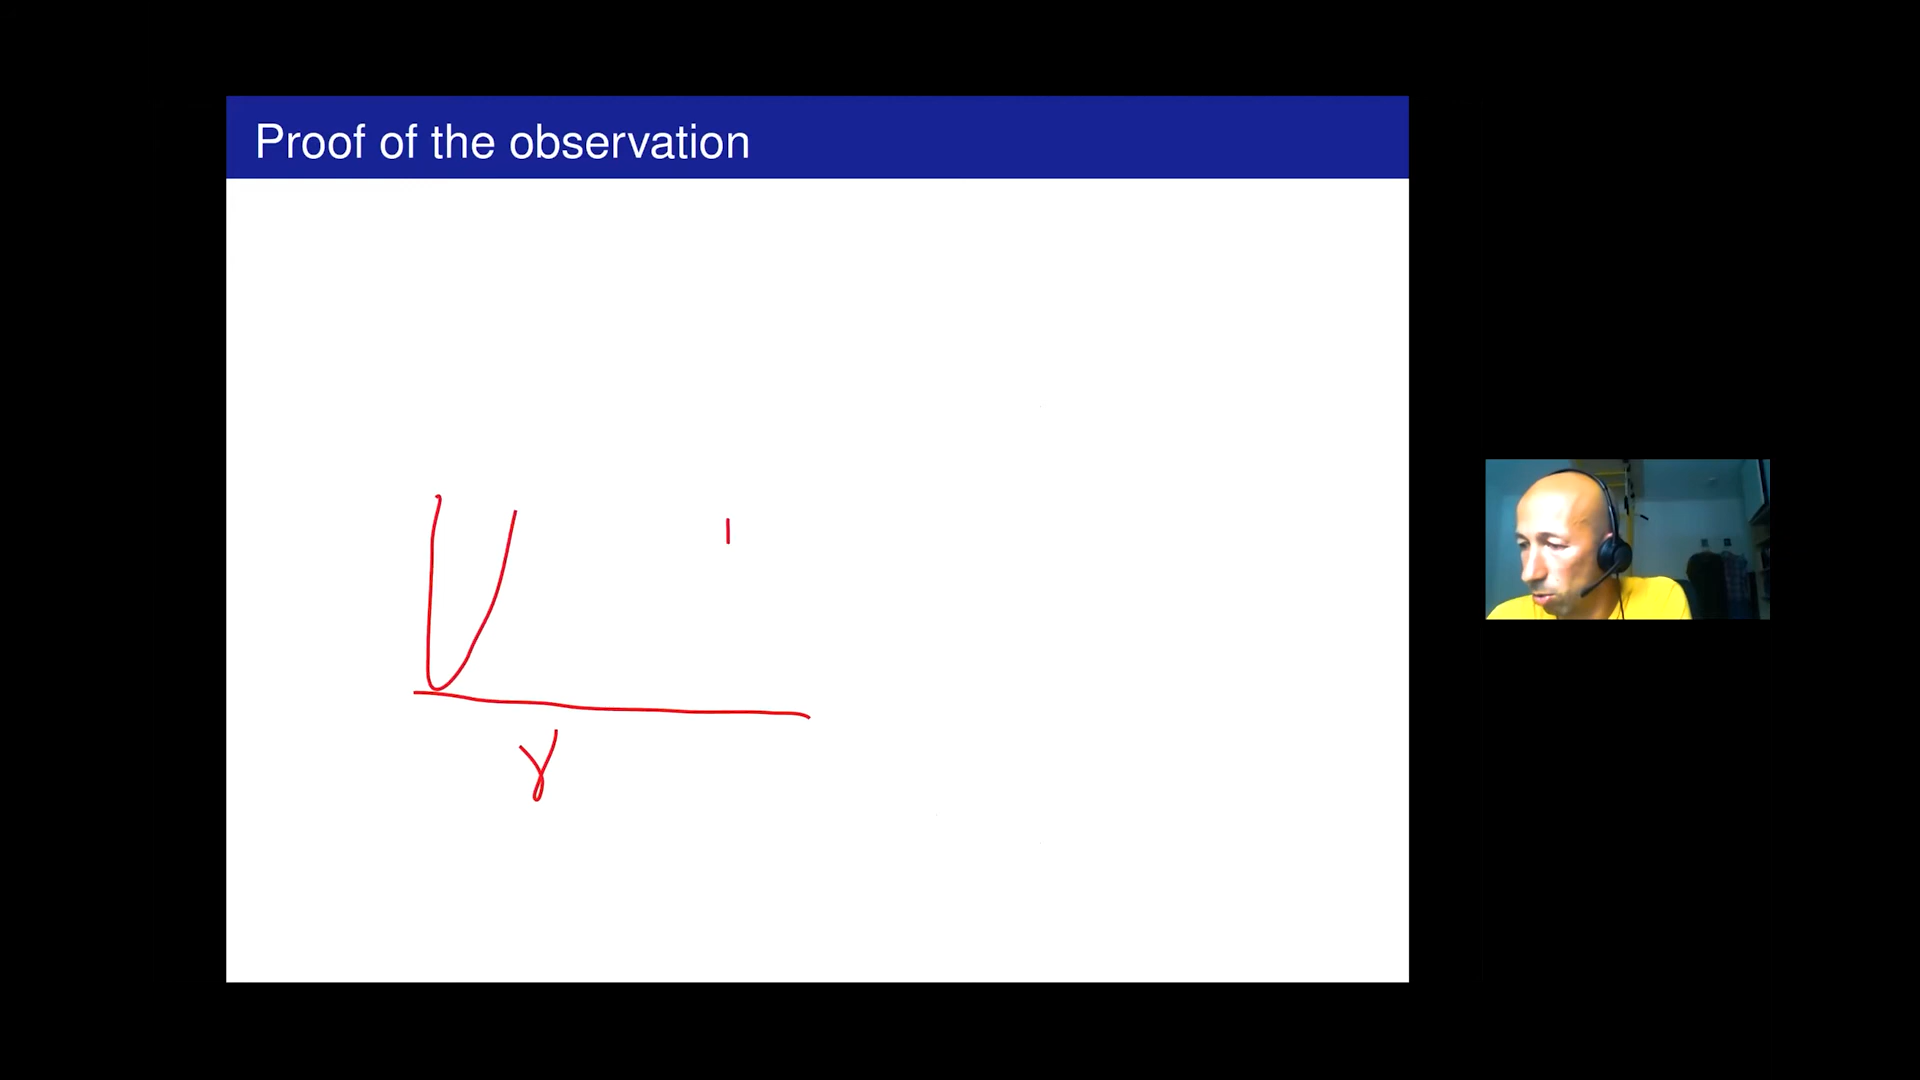 Proof of the observation
γ